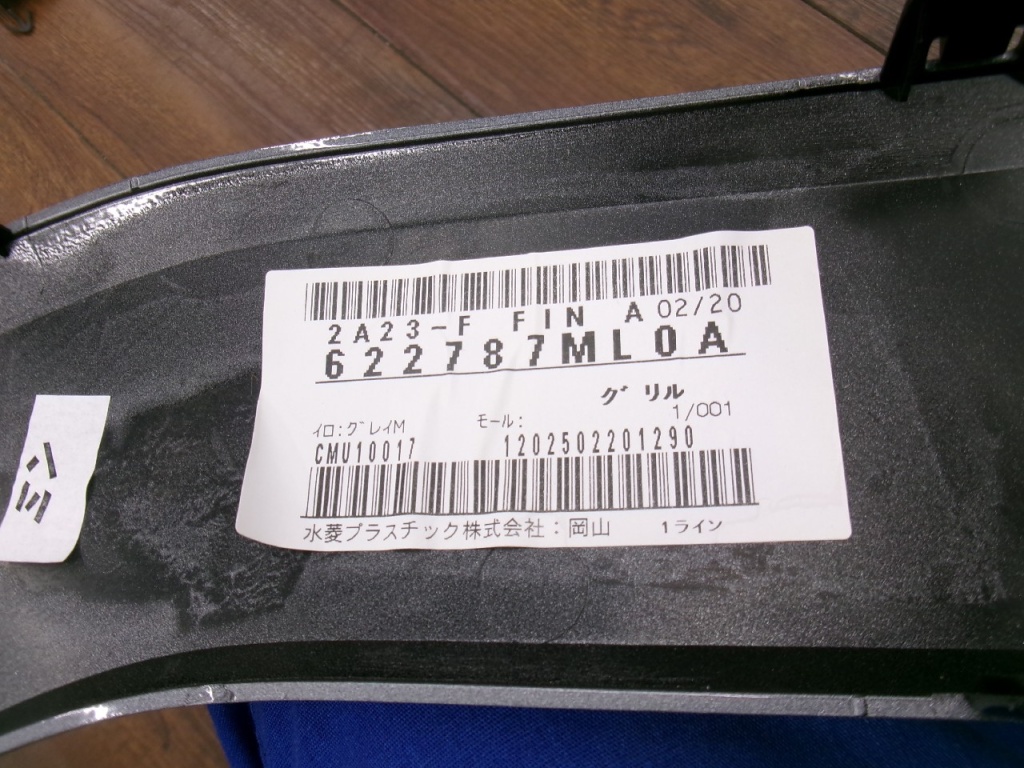 2A23-F FIN A 02/20
622787ML0A
グリル
1/001
イロ:グレイM モール:
CMU10017 1202502201290
水菱プラスチック株式会社:岡山 1ライン
ミン